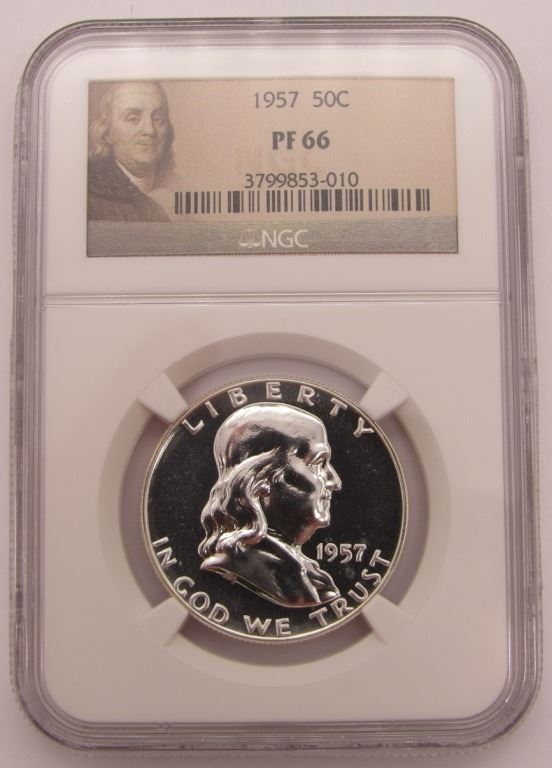 1957 50C
PF 66
3799853-010
NGC
LIBERTY
1957
IN GOD WE TRUST